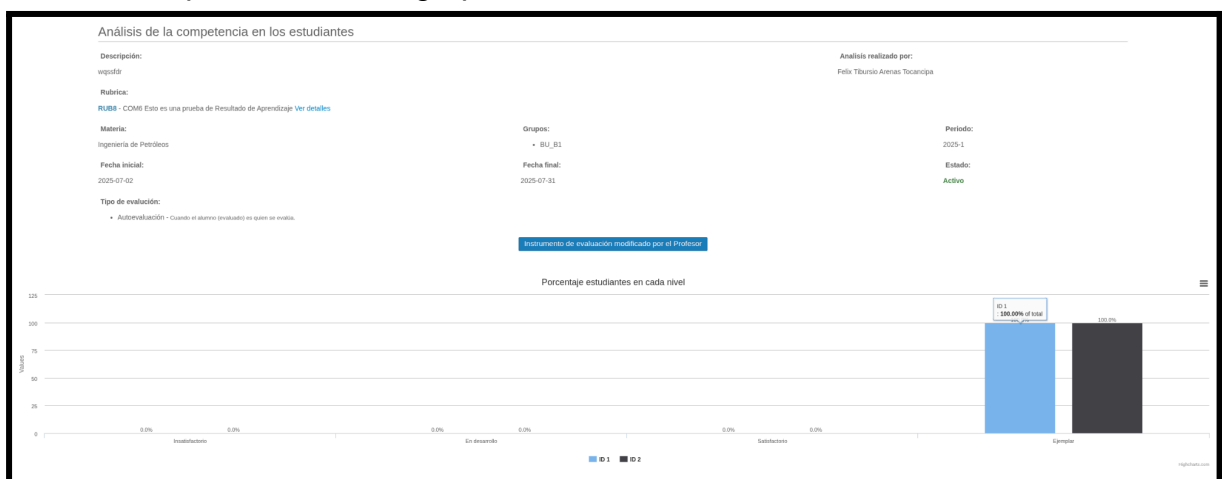 Análisis de la competencia en los estudiantes
Descripción: Analisis realizado por:
wqssfdr Felix Tibursio Arenas Tocancipa
Rubrica:
RUB8 - COM6 Esto es una prueba de Resultado de Aprendizaje Ver detalles
Materia: Grupos: Periodo:
Ingeniería de Petróleos • BU_B1 2025-1
Fecha inicial: Fecha final: Estado:
2025-07-02 2025-07-31 Activo
Tipo de evalución:
• Autoevaluación - Cuando el alumno (evaluado) es quien se evalúa.
Instrumento de evaluación modificado por el Profesor
Porcentaje estudiantes en cada nivel
125
ID 1
: 100.00% of total
100 100.0%
75
Values
50
25
0 0.0% 0.0% 0.0% 0.0% 0.0% 0.0%
Insatisfactorio En desarrollo Satisfactorio Ejemplar
ID 1 ID 2
Highcharts.com